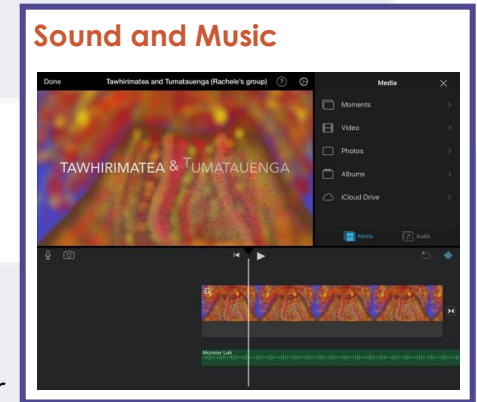 Sound and Music
Done Tawhirimatea and Tumatauenga (Rachele's group) ? Media
Moments
Video
Photos
Albums
iCloud Drive
TAWHIRIMATEA & TUMATAUENGA
Media Audio
Monster Lab
r